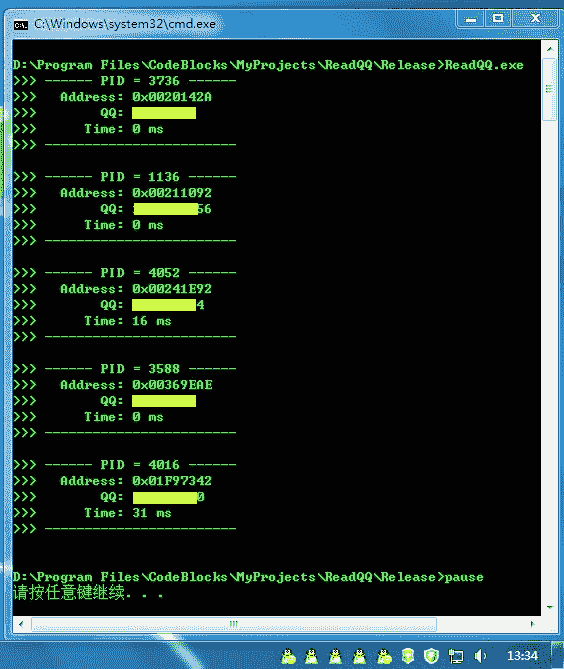 C:\Windows\system32\cmd.exe
D:\Program Files\CodeBlocks\MyProjects\ReadQQ\Release>ReadQQ.exe
>>> ------ PID = 3736 ------
>>>   Address: 0x0020142A
>>>        QQ:
>>>      Time: 0 ms
>>> ------------------------
>>> ------ PID = 1136 ------
>>>   Address: 0x00211092
>>>        QQ: 56
>>>      Time: 0 ms
>>> ------------------------
>>> ------ PID = 4052 ------
>>>   Address: 0x00241E92
>>>        QQ: 4
>>>      Time: 16 ms
>>> ------------------------
>>> ------ PID = 3588 ------
>>>   Address: 0x00369EAE
>>>        QQ:
>>>      Time: 0 ms
>>> ------------------------
>>> ------ PID = 4016 ------
>>>   Address: 0x01F97342
>>>        QQ: 0
>>>      Time: 31 ms
>>> ------------------------
D:\Program Files\CodeBlocks\MyProjects\ReadQQ\Release>pause
请按任意键继续. . .
13:34